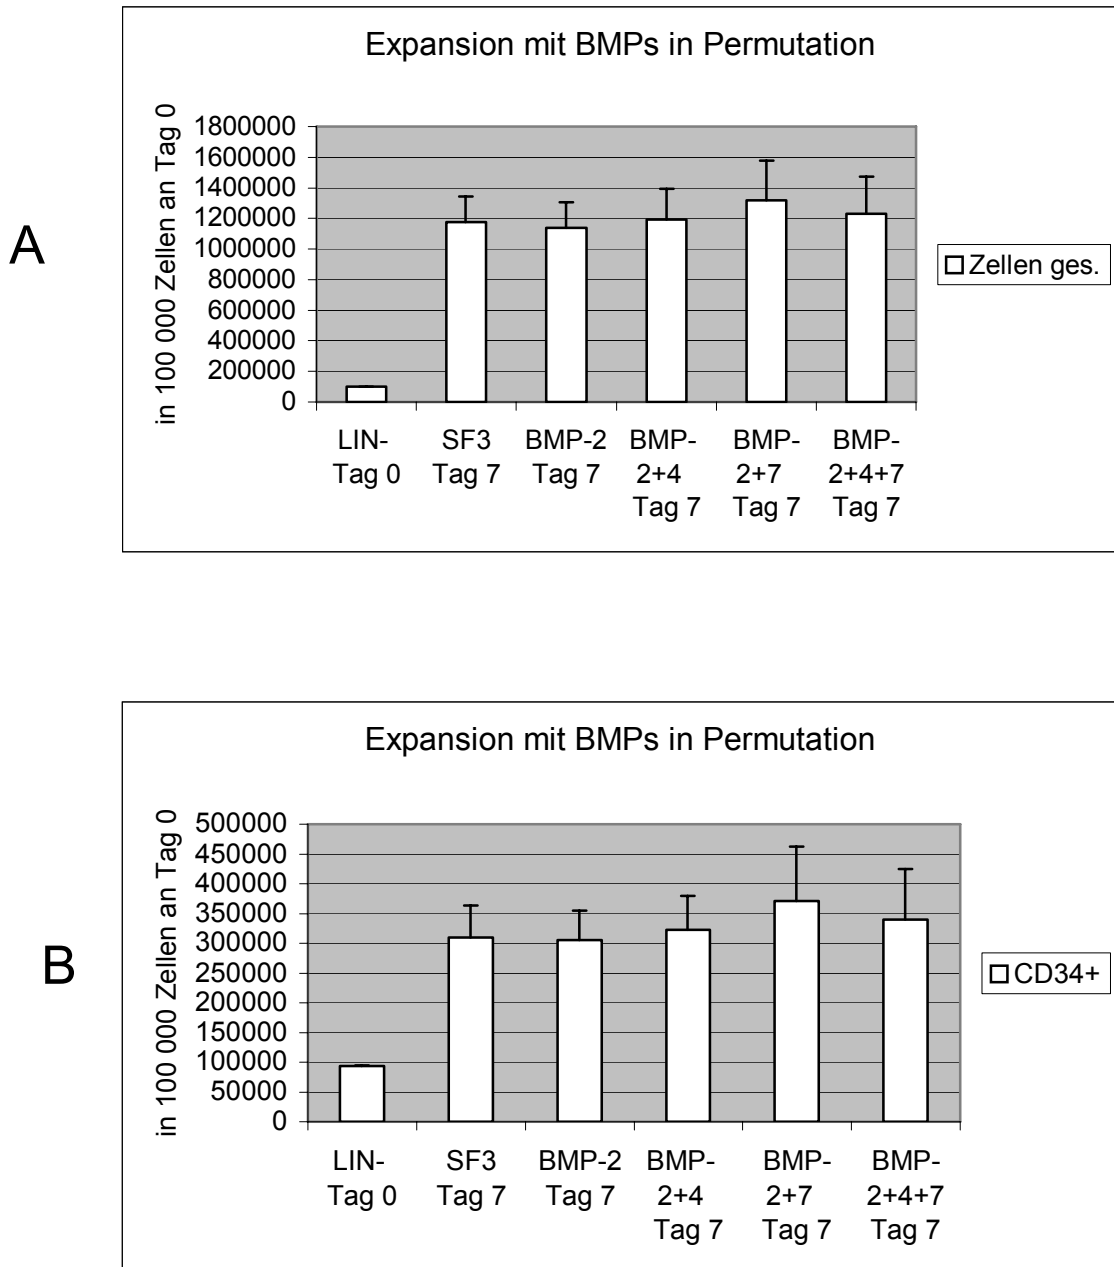 A
Expansion mit BMPs in Permutation
in 100 000 Zellen an Tag 0
1800000
1600000
1400000
1200000
1000000
800000
600000
400000
200000
0
LIN-
Tag 0
SF3
Tag 7
BMP-2
Tag 7
BMP-
2+4
Tag 7
BMP-
2+7
Tag 7
BMP-
2+4+7
Tag 7
Zellen ges.
B
Expansion mit BMPs in Permutation
in 100 000 Zellen an Tag 0
500000
450000
400000
350000
300000
250000
200000
150000
100000
50000
0
LIN-
Tag 0
SF3
Tag 7
BMP-2
Tag 7
BMP-
2+4
Tag 7
BMP-
2+7
Tag 7
BMP-
2+4+7
Tag 7
CD34+